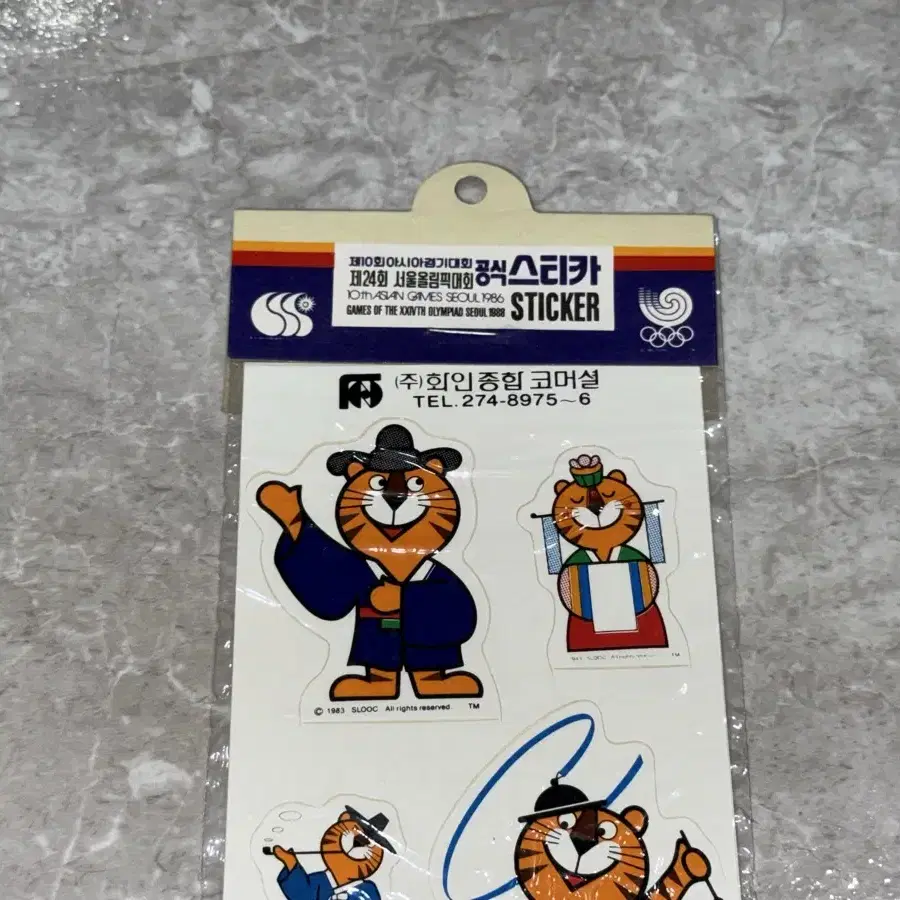 제10회 아시아경기대회
제24회 서울올림픽대회
공식스티카
10th ASIAN GAMES SEOUL 1986
GAMES OF THE XXIVTH OLYMPIAD SEOUL 1988
STICKER
(주) 화인 종합 코머셜
TEL. 274-8975~6
© 1983 SLOOC All rights reserved TM
SLOOC TM